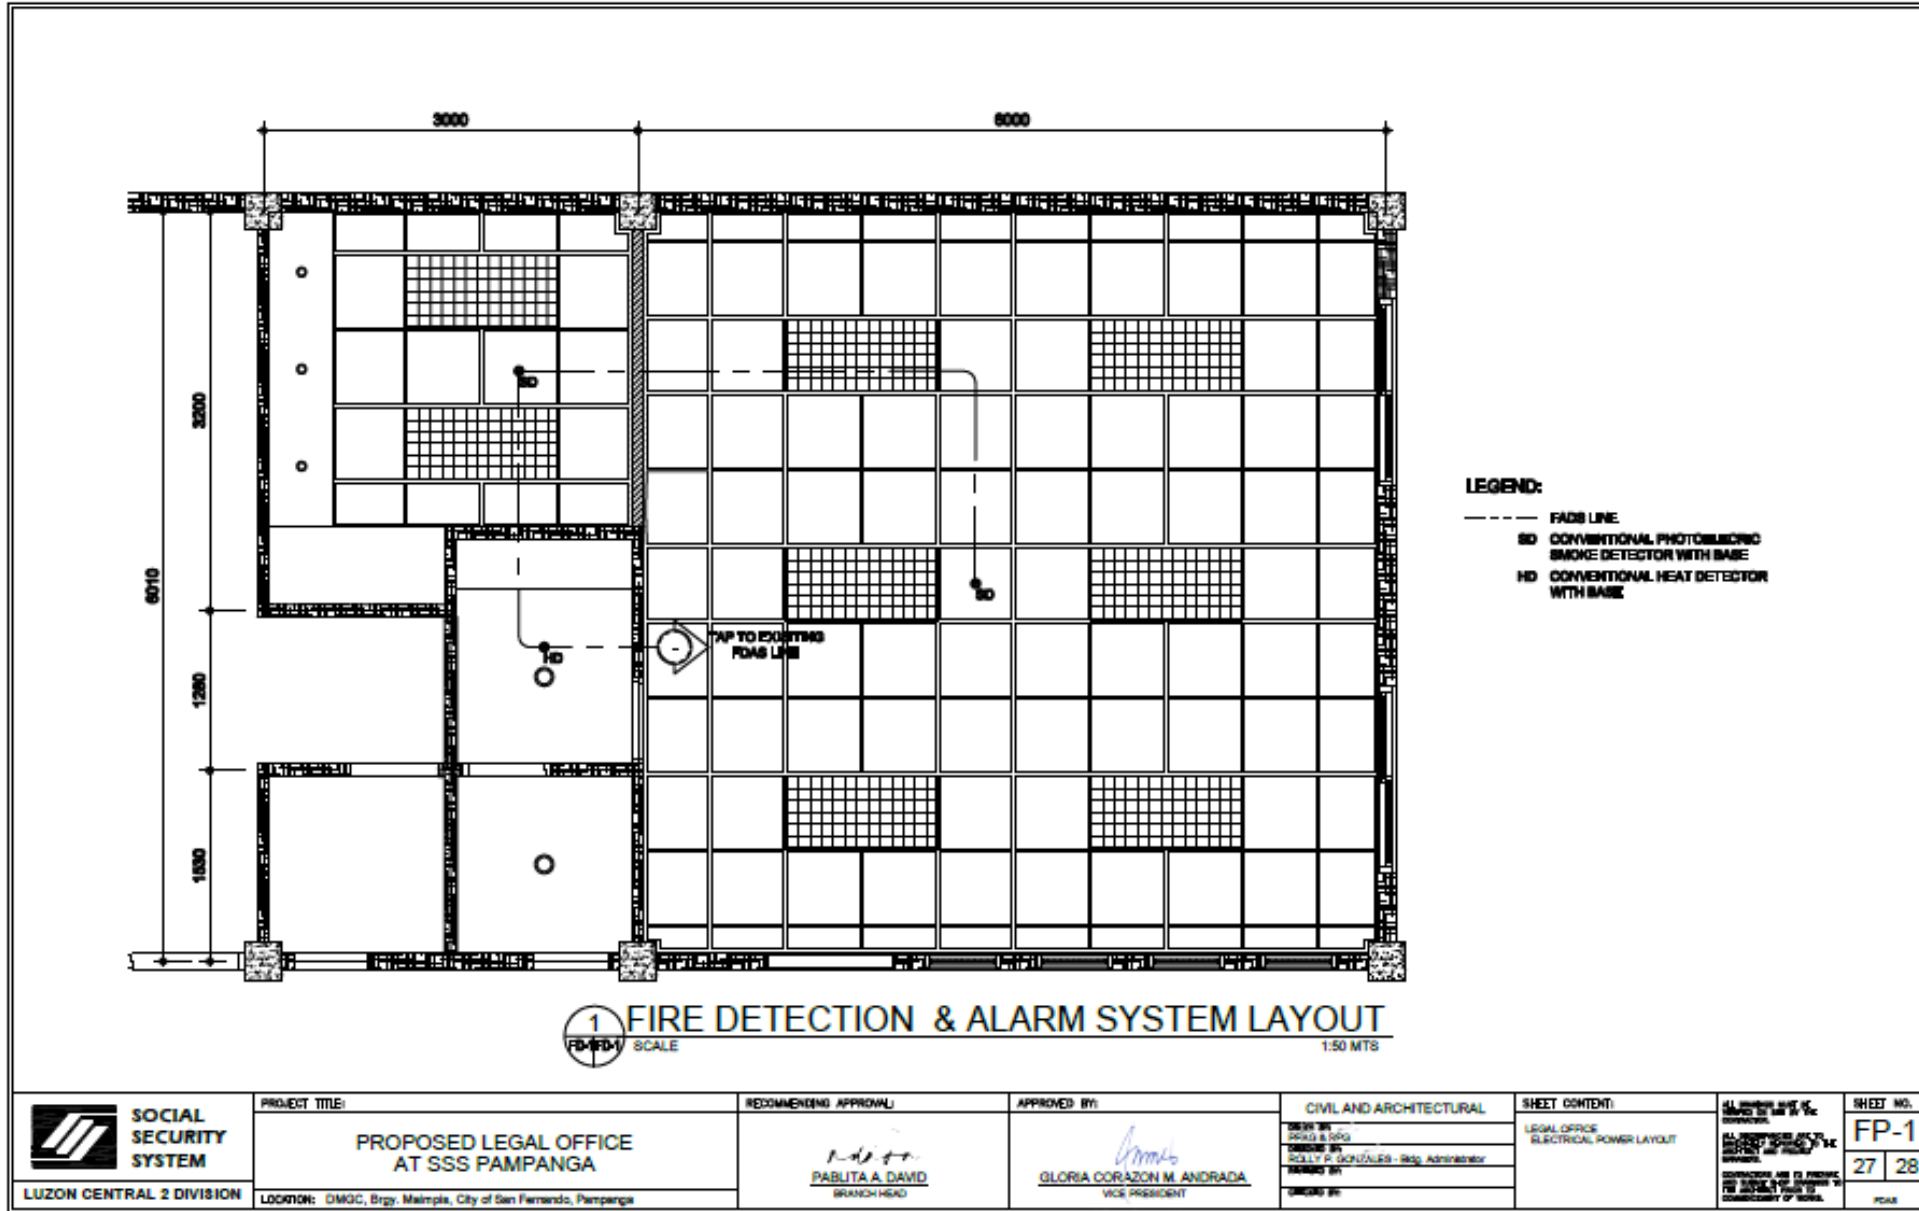 3000
6000
3200
6010
1280
1530
SD
SD
HD
TAP TO EXISTING
FDAS LINE
LEGEND:
FADS LINE
SD CONVENTIONAL PHOTOELECTRIC
SMOKE DETECTOR WITH BASE
HD CONVENTIONAL HEAT DETECTOR
WITH BASE
1
FIRE DETECTION & ALARM SYSTEM LAYOUT
SCALE
1:50 MTS
SOCIAL
SECURITY
SYSTEM
LUZON CENTRAL 2 DIVISION
PROJECT TITLE:
PROPOSED LEGAL OFFICE
AT SSS PAMPANGA
LOCATION: DMGC, Brgy. Maimpis, City of San Fernando, Pampanga
RECOMMENDING APPROVAL:
PABLITA A. DAVID
BRANCH HEAD
APPROVED BY:
GLORIA CORAZON M. ANDRADA
VICE PRESIDENT
CIVIL AND ARCHITECTURAL
ROLLY P. GONZALES - Bldg. Administrator
SHEET CONTENT:
LEGAL OFFICE
ELECTRICAL POWER LAYOUT
SHEET NO.
FP-1
27 28
FDAS